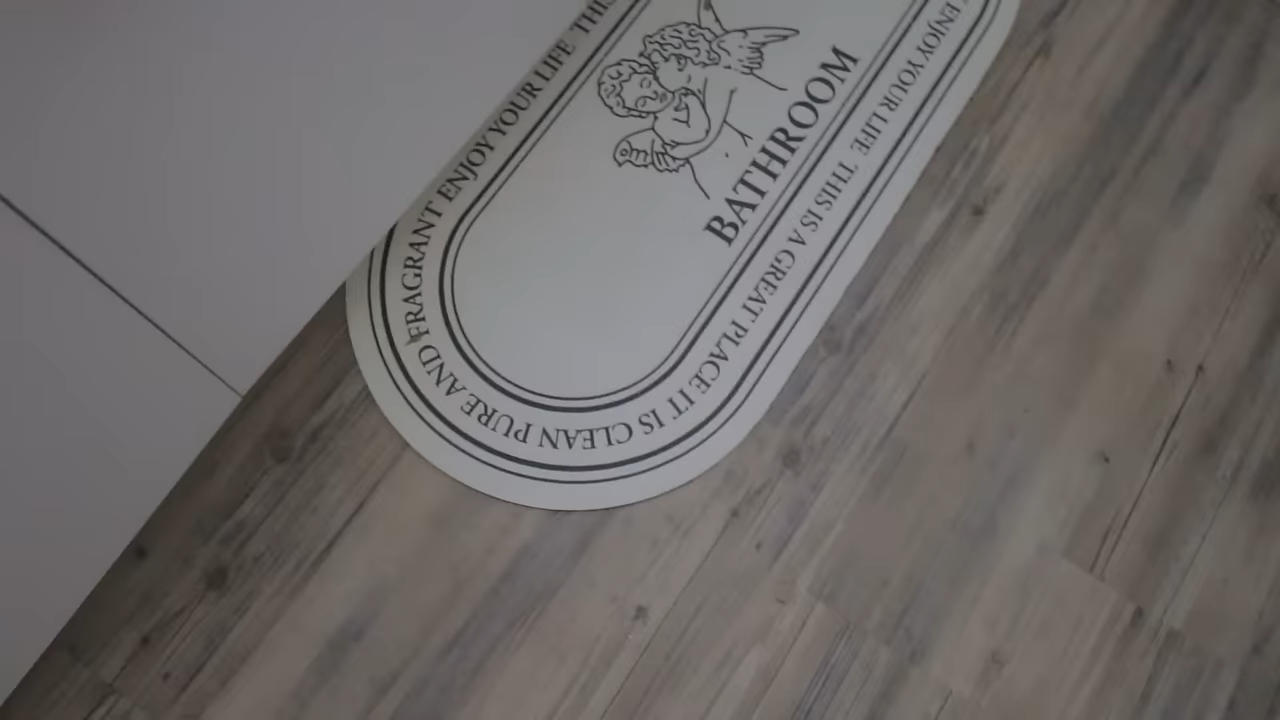 BATHROOM
IT IS CLEAN PURE AND FRAGRANT ENJOY YOUR LIFE THIS
ENJOY YOUR LIFE THIS IS A GREAT PLACE